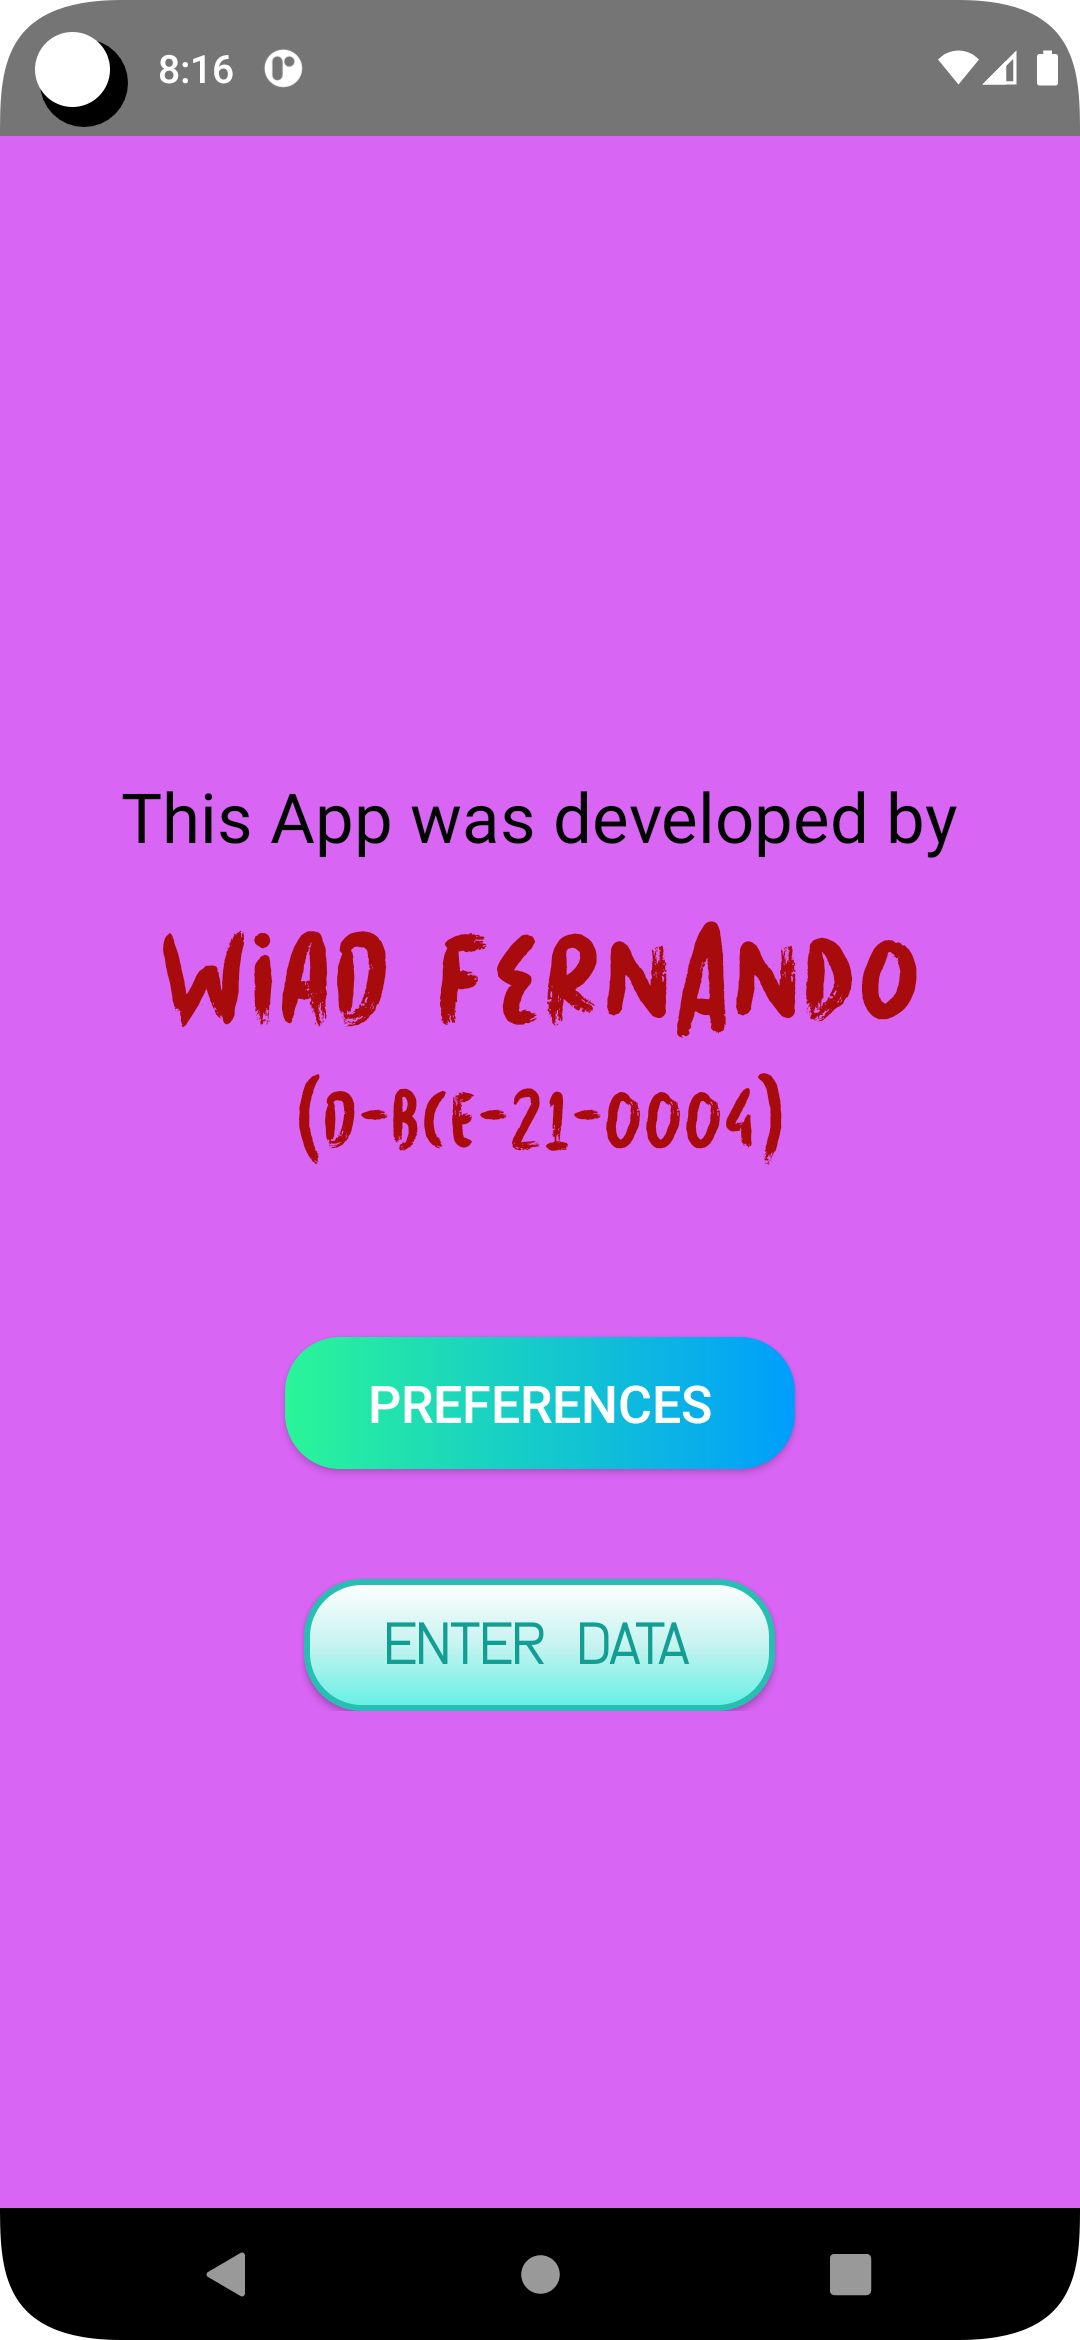 8:16
This App was developed by
WiAD FERNANDO
(D-BCE-21-0004)
PREFERENCES
ENTER DATA